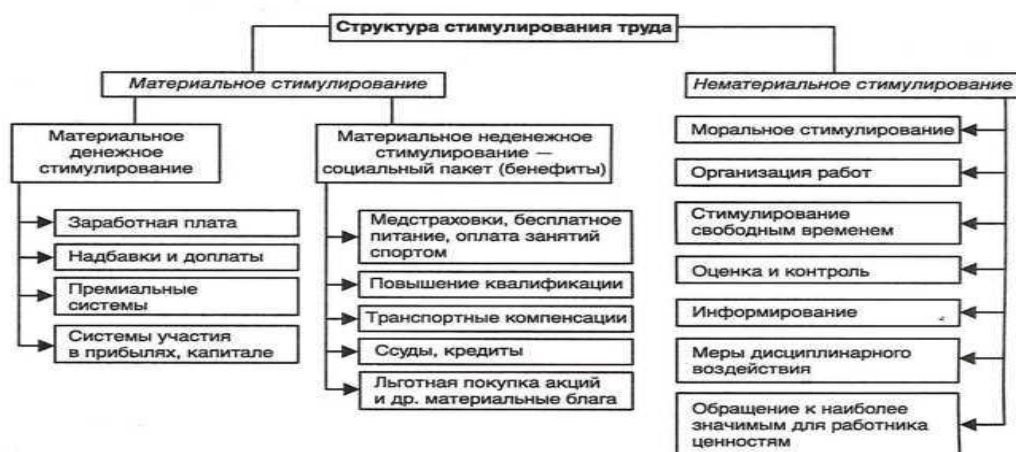 Структура стимулирования труда
Материальное стимулирование
Нематериальное стимулирование
Материальное
денежное
стимулирование
Заработная плата
Надбавки и доплаты
Премиальные
системы
Системы участия
в прибылях, капитале
Материальное неденежное
стимулирование —
социальный пакет (бенефиты)
Медстраховки, бесплатное
питание, оплата занятий
спортом
Повышение квалификации
Транспортные компенсации
Ссуды, кредиты
Льготная покупка акций
и др. материальные блага
Моральное стимулирование
Организация работ
Стимулирование
свободным временем
Оценка и контроль
Информирование
Меры дисциплинарного
воздействия
Обращение к наиболее
значимым для работника
ценностям